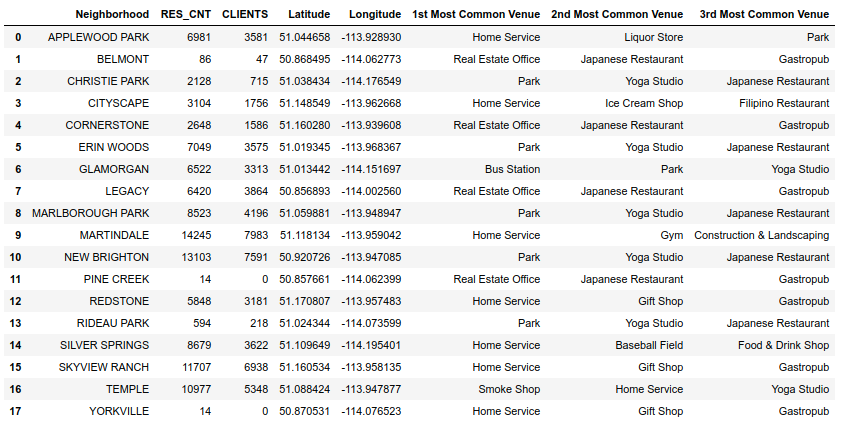 Neighborhood RES_CNT CLIENTS Latitude Longitude 1st Most Common Venue 2nd Most Common Venue 3rd Most Common Venue
0 APPLEWOOD PARK 6981 3581 51.044658 -113.928930 Home Service Liquor Store Park
1 BELMONT 86 47 50.868495 -114.062773 Real Estate Office Japanese Restaurant Gastropub
2 CHRISTIE PARK 2128 715 51.038434 -114.176549 Park Yoga Studio Japanese Restaurant
3 CITYSCAPE 3104 1756 51.148549 -113.962668 Home Service Ice Cream Shop Filipino Restaurant
4 CORNERSTONE 2648 1586 51.160280 -113.939608 Real Estate Office Japanese Restaurant Gastropub
5 ERIN WOODS 7049 3575 51.019345 -113.968367 Park Yoga Studio Japanese Restaurant
6 GLAMORGAN 6522 3313 51.013442 -114.151697 Bus Station Park Yoga Studio
7 LEGACY 6420 3864 50.856893 -114.002560 Real Estate Office Japanese Restaurant Gastropub
8 MARLBOROUGH PARK 8523 4196 51.059881 -113.948947 Park Yoga Studio Japanese Restaurant
9 MARTINDALE 14245 7983 51.118134 -113.959042 Home Service Gym Construction & Landscaping
10 NEW BRIGHTON 13103 7591 50.920726 -113.947085 Park Yoga Studio Japanese Restaurant
11 PINE CREEK 14 0 50.857661 -114.062399 Real Estate Office Japanese Restaurant Gastropub
12 REDSTONE 5848 3181 51.170807 -113.957483 Home Service Gift Shop Gastropub
13 RIDEAU PARK 594 218 51.024344 -114.073599 Park Yoga Studio Japanese Restaurant
14 SILVER SPRINGS 8679 3622 51.109649 -114.195401 Home Service Baseball Field Food & Drink Shop
15 SKYVIEW RANCH 11707 6938 51.160534 -113.958135 Home Service Gift Shop Gastropub
16 TEMPLE 10977 5348 51.088424 -113.947877 Smoke Shop Home Service Yoga Studio
17 YORKVILLE 14 0 50.870531 -114.076523 Home Service Gift Shop Gastropub